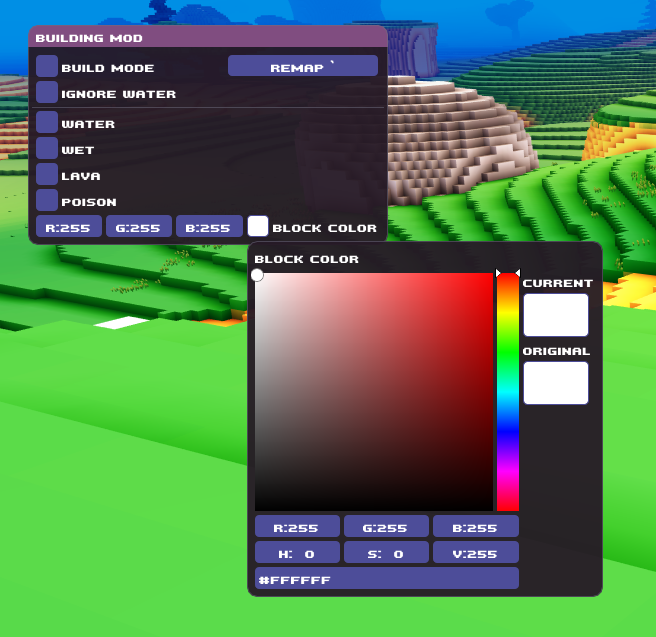 BUILDING MOD
BUILD MODE REMAP `
IGNORE WATER
WATER
WET
LAVA
POISON
R:255 G:255 B:255 BLOCK COLOR
BLOCK COLOR
CURRENT
ORIGINAL
R:255 G:255 B:255
H: 0 S: 0 V:255
#FFFFFF